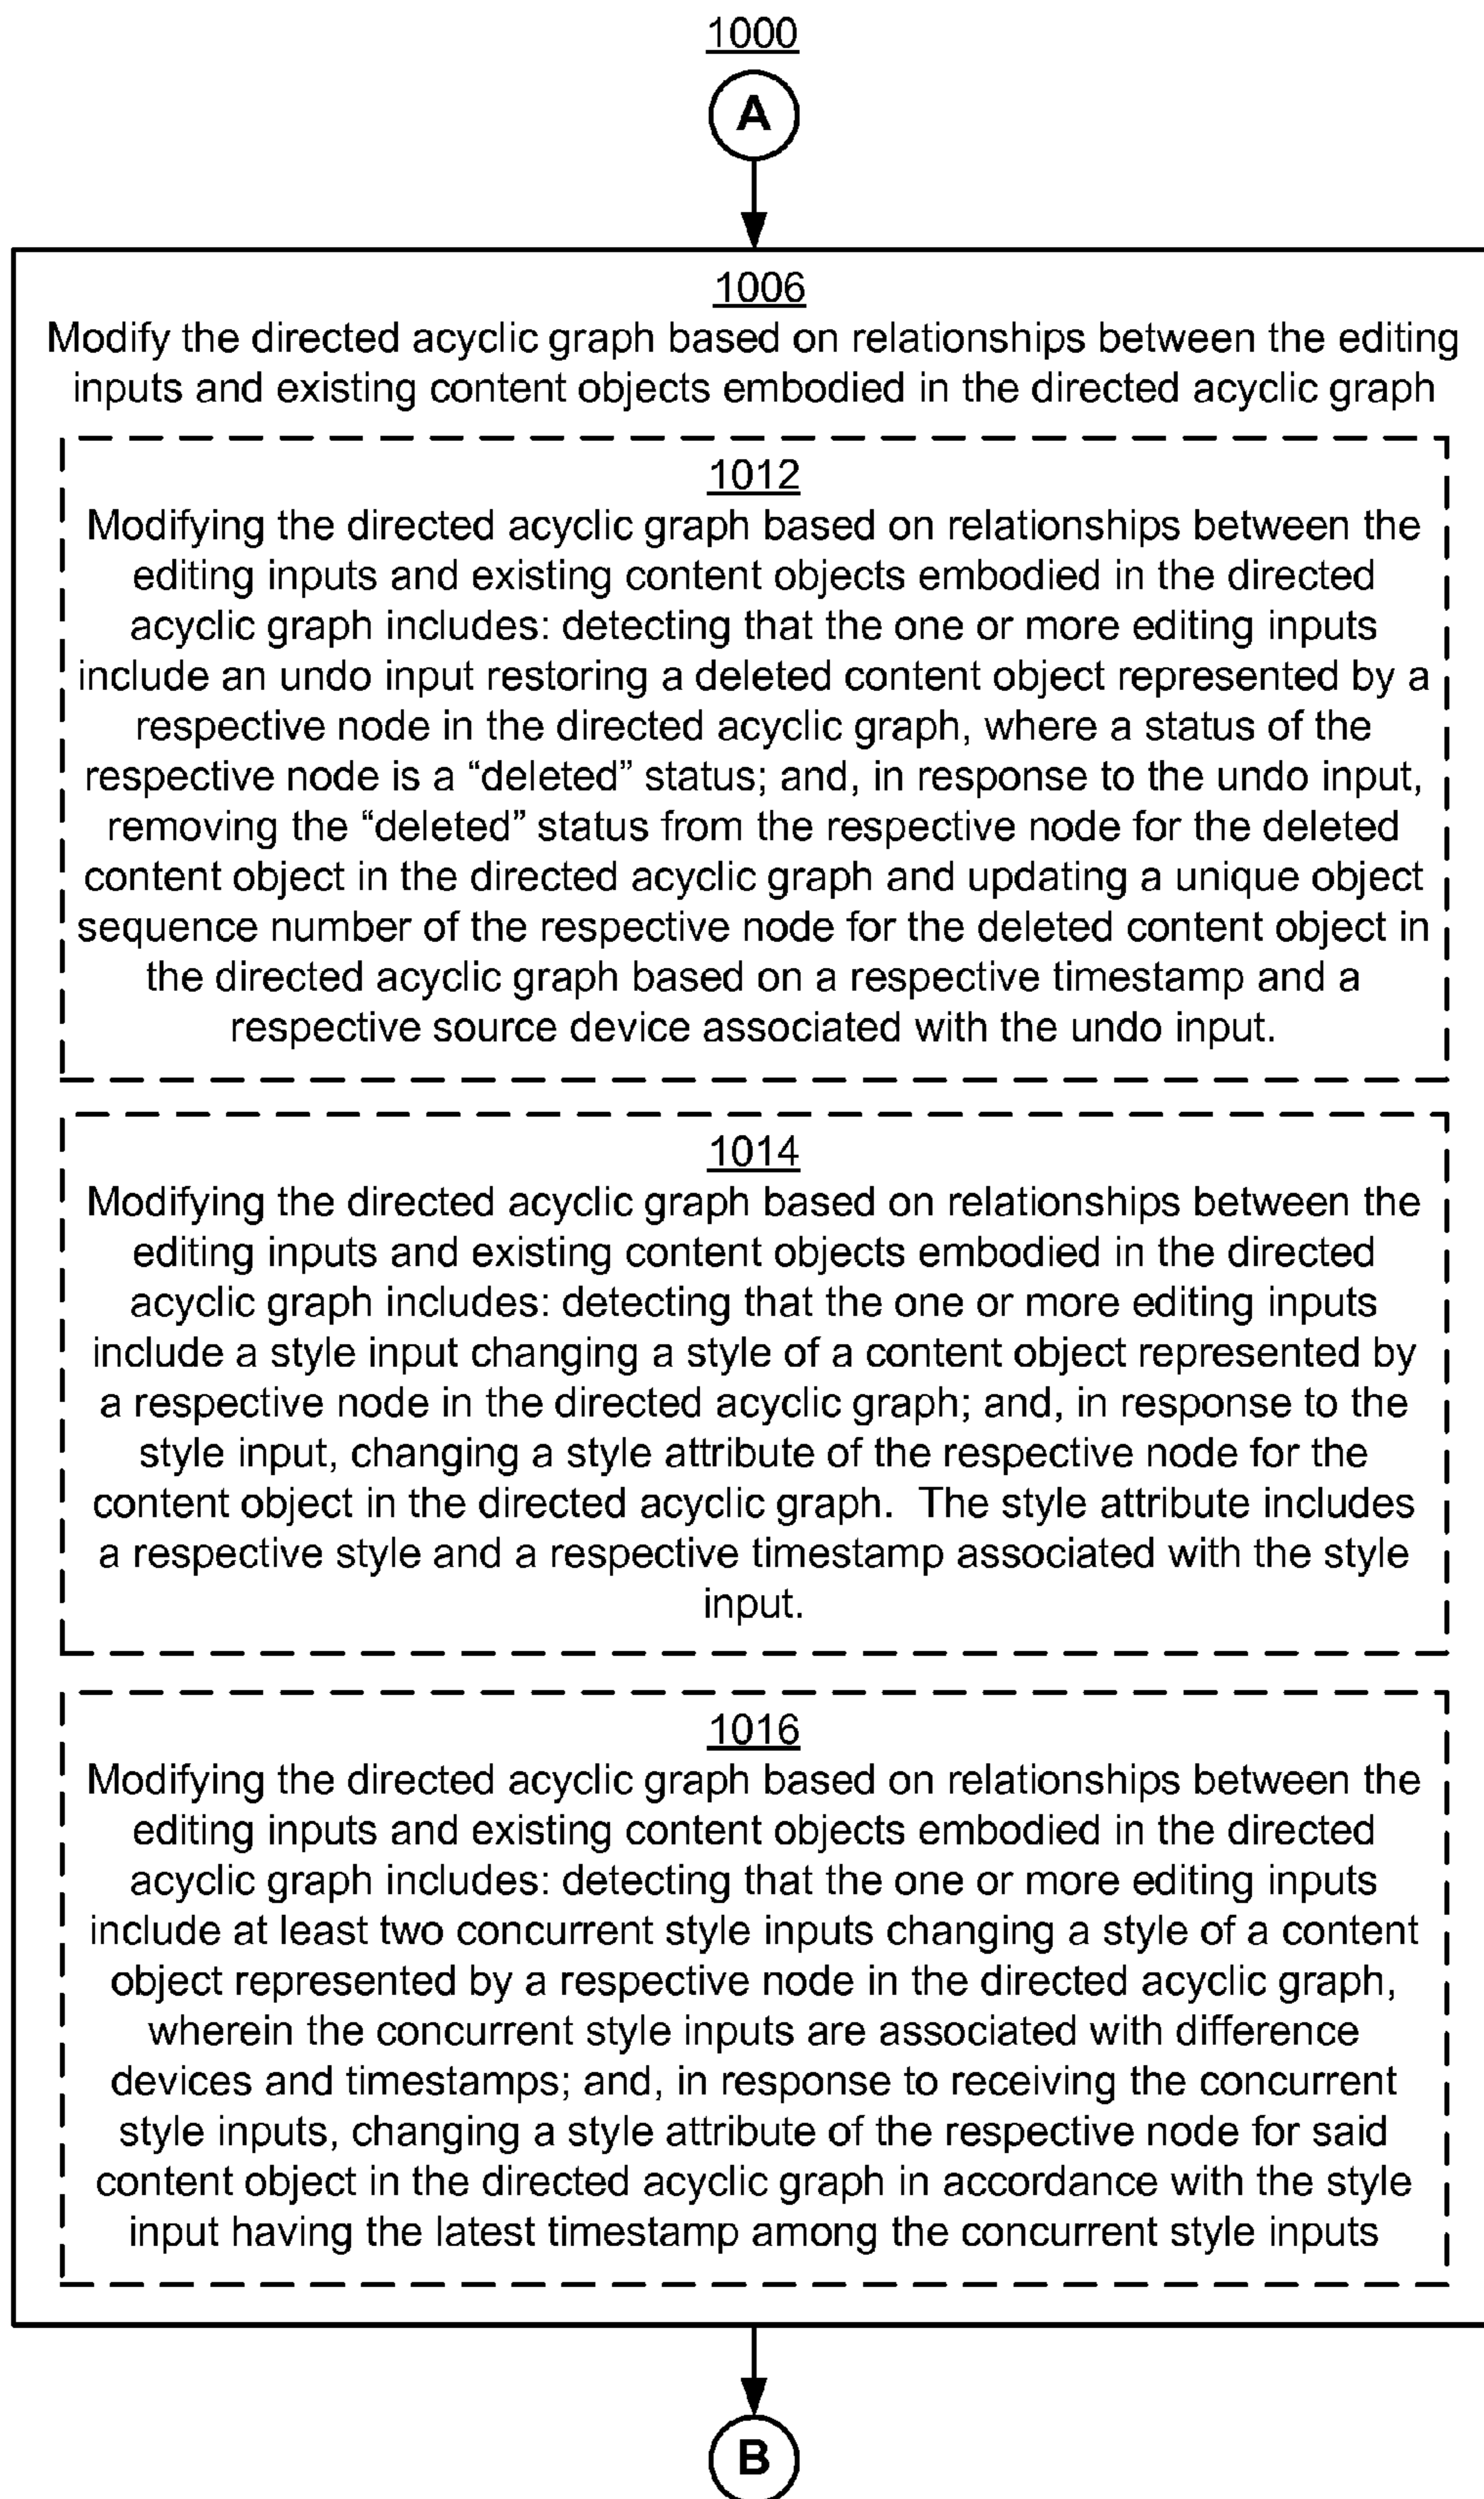 1000
A
1006
Modify the directed acyclic graph based on relationships between the editing
inputs and existing content objects embodied in the directed acyclic graph
1012
Modifying the directed acyclic graph based on relationships between the
editing inputs and existing content objects embodied in the directed
acyclic graph includes: detecting that the one or more editing inputs
include an undo input restoring a deleted content object represented by a
respective node in the directed acyclic graph, where a status of the
respective node is a “deleted” status; and, in response to the undo input,
removing the “deleted” status from the respective node for the deleted
content object in the directed acyclic graph and updating a unique object
sequence number of the respective node for the deleted content object in
the directed acyclic graph based on a respective timestamp and a
respective source device associated with the undo input.
1014
Modifying the directed acyclic graph based on relationships between the
editing inputs and existing content objects embodied in the directed
acyclic graph includes: detecting that the one or more editing inputs
include a style input changing a style of a content object represented by
a respective node in the directed acyclic graph; and, in response to the
style input, changing a style attribute of the respective node for the
content object in the directed acyclic graph.  The style attribute includes
a respective style and a respective timestamp associated with the style
input.
1016
Modifying the directed acyclic graph based on relationships between the
editing inputs and existing content objects embodied in the directed
acyclic graph includes: detecting that the one or more editing inputs
include at least two concurrent style inputs changing a style of a content
object represented by a respective node in the directed acyclic graph,
wherein the concurrent style inputs are associated with difference
devices and timestamps; and, in response to receiving the concurrent
style inputs, changing a style attribute of the respective node for said
content object in the directed acyclic graph in accordance with the style
input having the latest timestamp among the concurrent style inputs
B